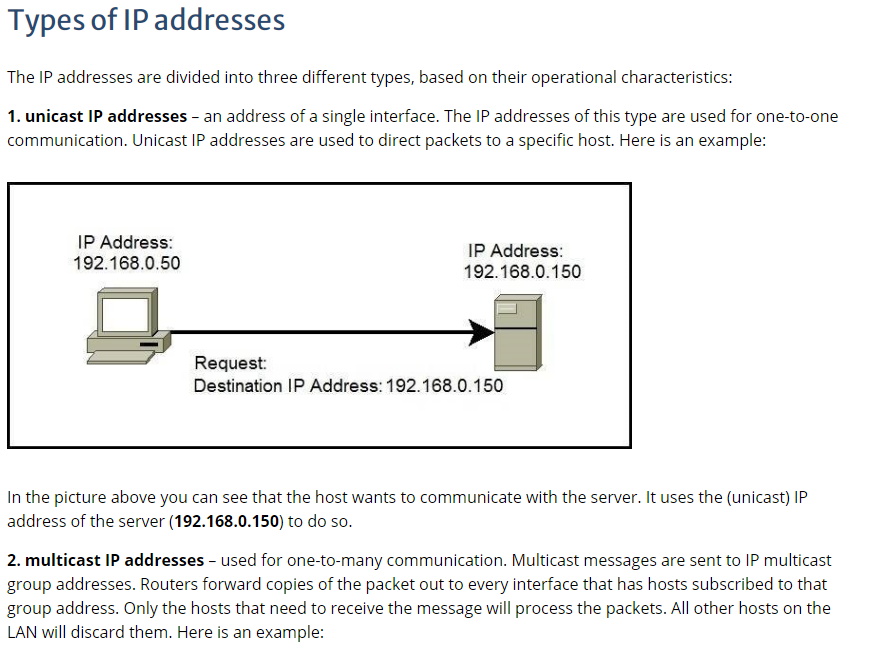 Types of IP addresses
The IP addresses are divided into three different types, based on their operational characteristics:
1. unicast IP addresses – an address of a single interface. The IP addresses of this type are used for one-to-one
communication. Unicast IP addresses are used to direct packets to a specific host. Here is an example:
IP Address:
192.168.0.50
IP Address:
192.168.0.150
Request:
Destination IP Address: 192.168.0.150
In the picture above you can see that the host wants to communicate with the server. It uses the (unicast) IP
address of the server (192.168.0.150) to do so.
2. multicast IP addresses – used for one-to-many communication. Multicast messages are sent to IP multicast
group addresses. Routers forward copies of the packet out to every interface that has hosts subscribed to that
group address. Only the hosts that need to receive the message will process the packets. All other hosts on the
LAN will discard them. Here is an example: